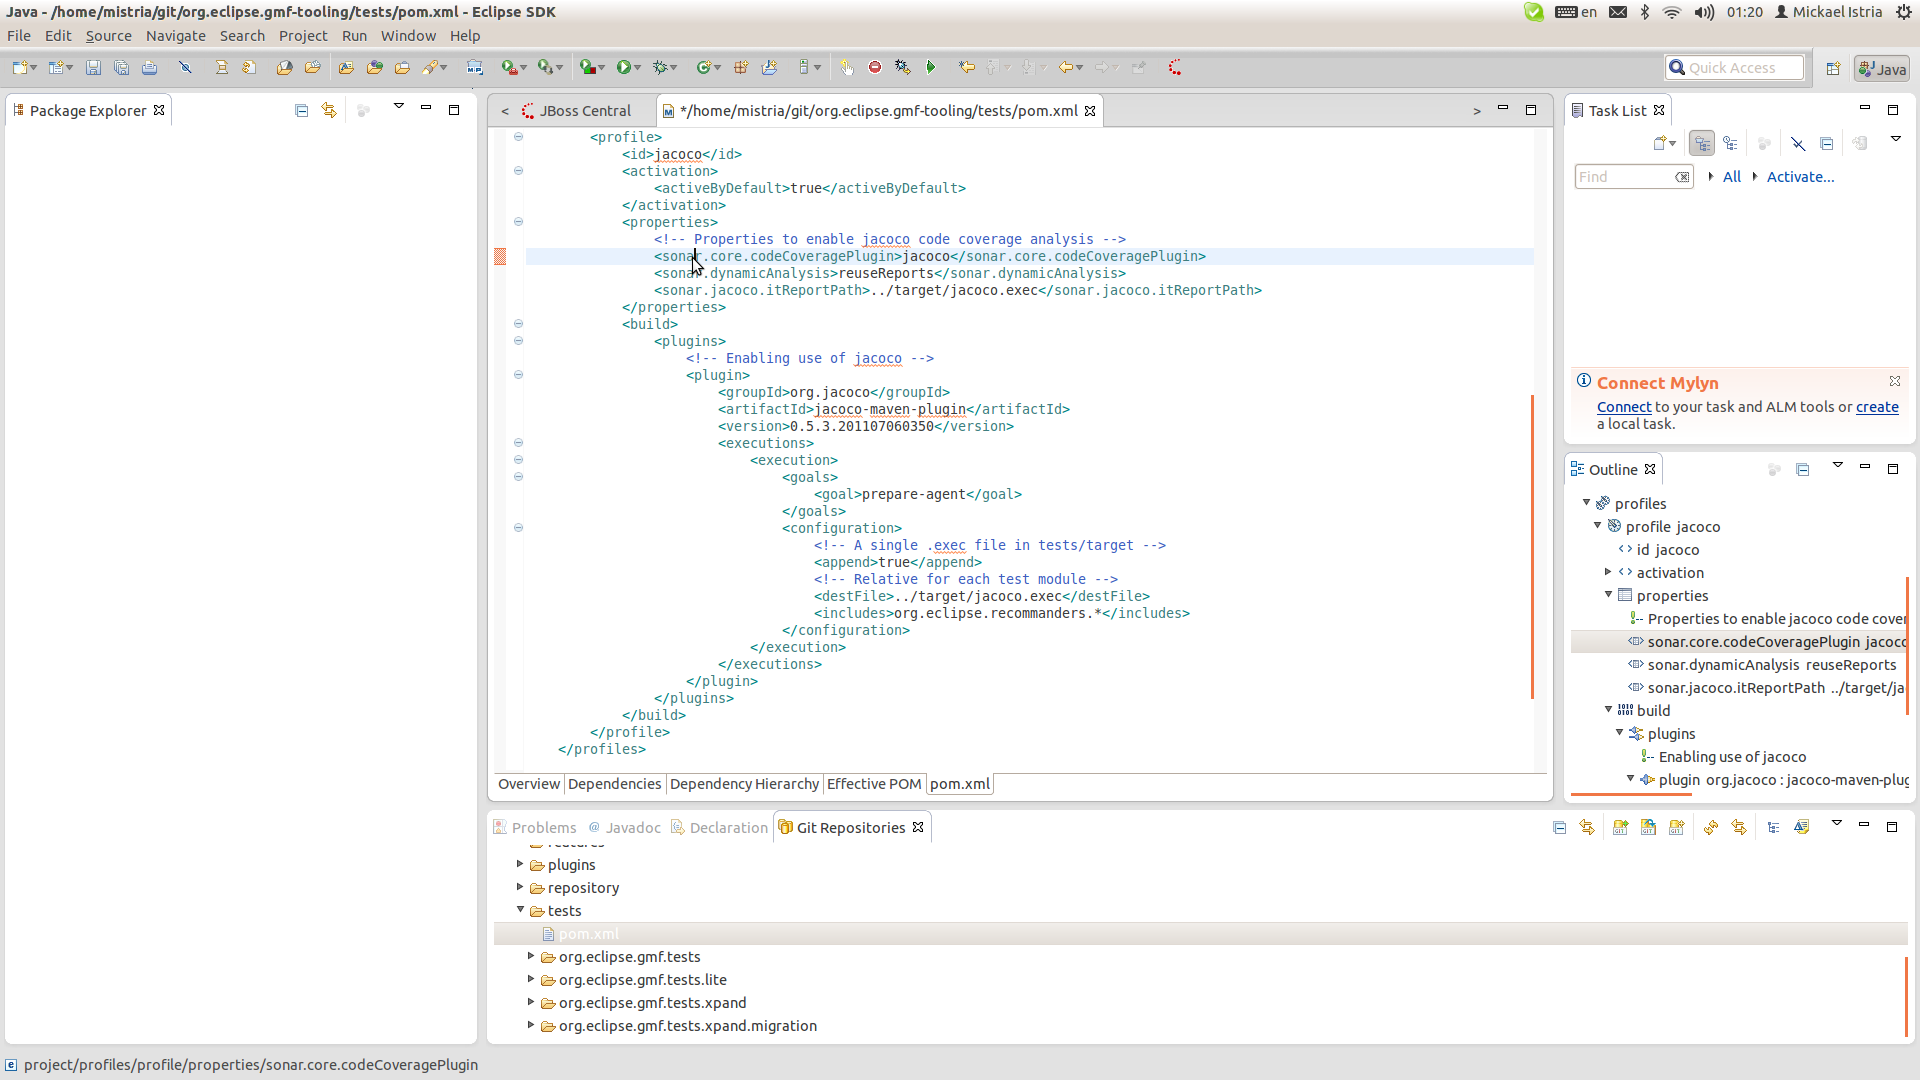 Java - /home/mistria/git/org.eclipse.gmf-tooling/tests/pom.xml - Eclipse SDK
en
01:20
Mickael Istria
File Edit Source Navigate Search Project Run Window Help
Quick Access
Java
Package Explorer
< JBoss Central
*/home/mistria/git/org.eclipse.gmf-tooling/tests/pom.xml
>
<profile>
<id>jacoco</id>
<activation>
<activeByDefault>true</activeByDefault>
</activation>
<properties>
<!-- Properties to enable jacoco code coverage analysis -->
<sonar.core.codeCoveragePlugin>jacoco</sonar.core.codeCoveragePlugin>
<sonar.dynamicAnalysis>reuseReports</sonar.dynamicAnalysis>
<sonar.jacoco.itReportPath>../target/jacoco.exec</sonar.jacoco.itReportPath>
</properties>
<build>
<plugins>
<!-- Enabling use of jacoco -->
<plugin>
<groupId>org.jacoco</groupId>
<artifactId>jacoco-maven-plugin</artifactId>
<version>0.5.3.201107060350</version>
<executions>
<execution>
<goals>
<goal>prepare-agent</goal>
</goals>
<configuration>
<!-- A single .exec file in tests/target -->
<append>true</append>
<!-- Relative for each test module -->
<destFile>../target/jacoco.exec</destFile>
<includes>org.eclipse.recommanders.*</includes>
</configuration>
</execution>
</executions>
</plugin>
</plugins>
</build>
</profile>
</profiles>
Overview Dependencies Dependency Hierarchy Effective POM pom.xml
Task List
Find
All
Activate...
Connect Mylyn
Connect to your task and ALM tools or create
a local task.
Outline
profiles
profile jacoco
id jacoco
activation
properties
Properties to enable jacoco code cover
sonar.core.codeCoveragePlugin jacoco
sonar.dynamicAnalysis reuseReports
sonar.jacoco.itReportPath ../target/ja
build
plugins
Enabling use of jacoco
plugin org.jacoco : jacoco-maven-plug
Problems Javadoc Declaration Git Repositories
features
plugins
repository
tests
pom.xml
org.eclipse.gmf.tests
org.eclipse.gmf.tests.lite
org.eclipse.gmf.tests.xpand
org.eclipse.gmf.tests.xpand.migration
project/profiles/profile/properties/sonar.core.codeCoveragePlugin